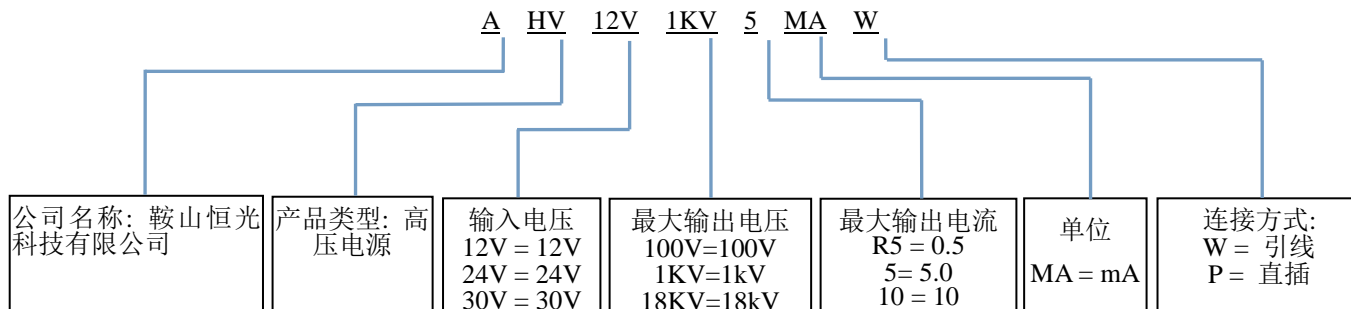 A HV 12V 1KV 5 MA W
公司名称: 鞍山恒光
科技有限公司
产品类型: 高
压电源
输入电压
12V = 12V
24V = 24V
30V = 30V
最大输出电压
100V=100V
1KV=1kV
18KV=18kV
最大输出电流
R5 = 0.5
5= 5.0
10 = 10
单位
MA = mA
连接方式:
W = 引线
P = 直插